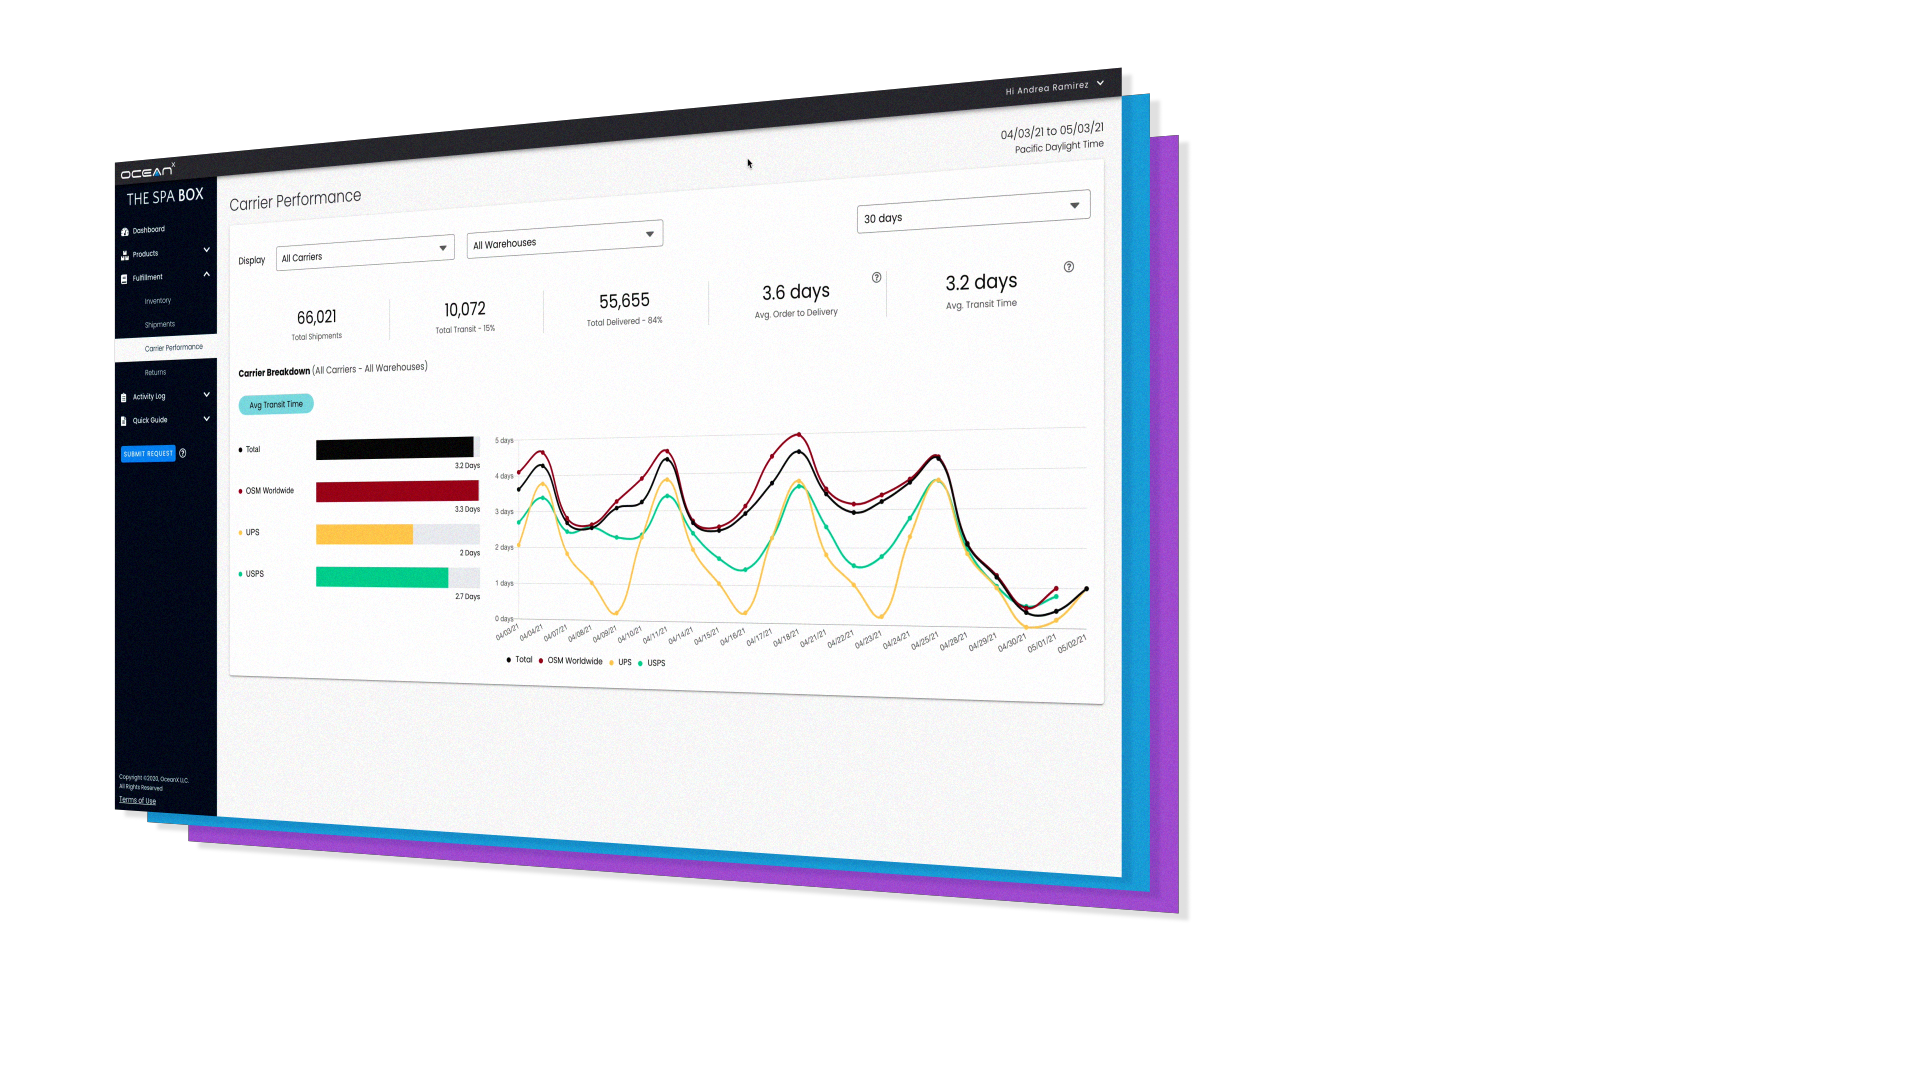 Hi Andrea Ramirez
OCEANX
THE SPA BOX
Dashboard
Products
Fulfillment
Inventory
Shipments
Carrier Performance
Returns
Activity Log
Quick Guide
SUBMIT REQUEST
Copyright ©2020, OceanX LLC.
All Rights Reserved
Terms of Use
04/03/21 to 05/03/21
Pacific Daylight Time
Carrier Performance
Display
All Carriers
All Warehouses
30 days
66,021
Total Shipments
10,072
Total Transit - 15%
55,655
Total Delivered - 84%
3.6 days
Avg. Order to Delivery
3.2 days
Avg. Transit Time
Carrier Breakdown (All Carriers - All Warehouses)
Avg Transit Time
Total
3.2 Days
OSM Worldwide
3.3 Days
UPS
2 Days
USPS
2.7 Days
5 days
4 days
3 days
2 days
1 days
0 days
04/03/21 04/04/21 04/07/21 04/08/21 04/09/21 04/10/21 04/11/21 04/14/21 04/15/21 04/16/21 04/17/21 04/18/21 04/21/21 04/22/21 04/23/21 04/24/21 04/25/21 04/28/21 04/29/21 04/30/21 05/01/21 05/02/21
Total OSM Worldwide UPS USPS